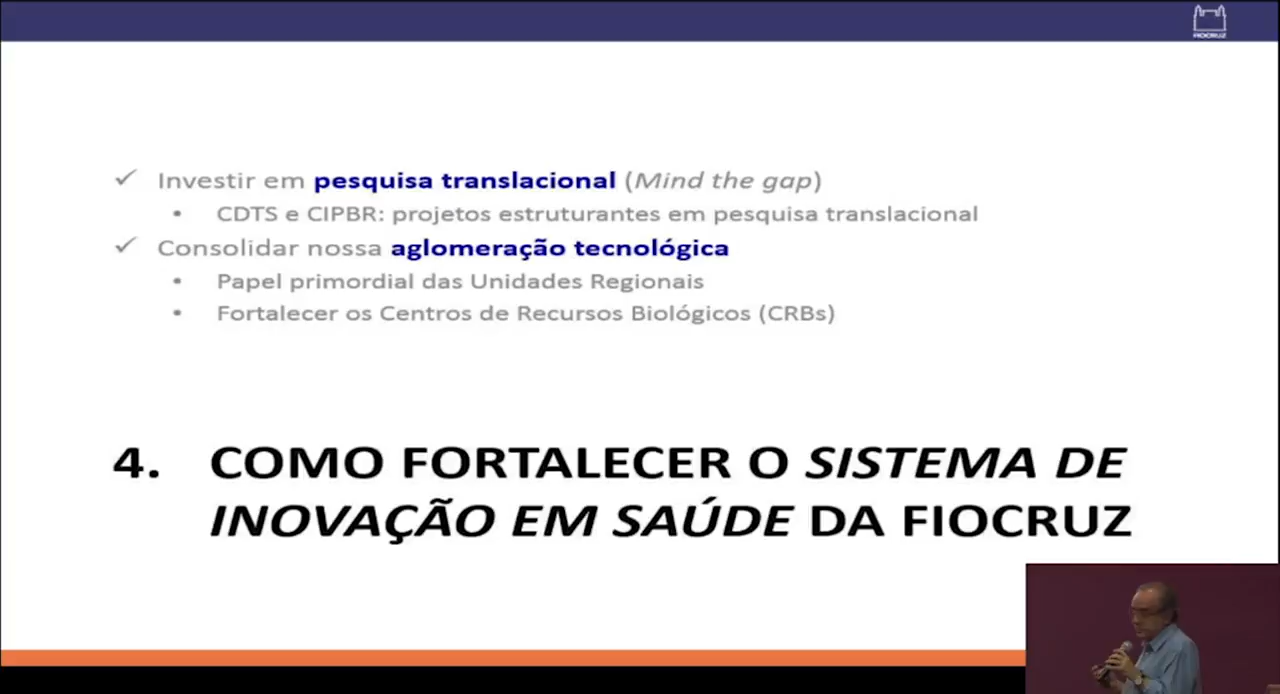 FIOCRUZ
✓ Investir em pesquisa translacional (Mind the gap)
• CDTS e CIPBR: projetos estruturantes em pesquisa translacional
✓ Consolidar nossa aglomeração tecnológica
• Papel primordial das Unidades Regionais
• Fortalecer os Centros de Recursos Biológicos (CRBs)
4. COMO FORTALECER O SISTEMA DE
INOVAÇÃO EM SAÚDE DA FIOCRUZ